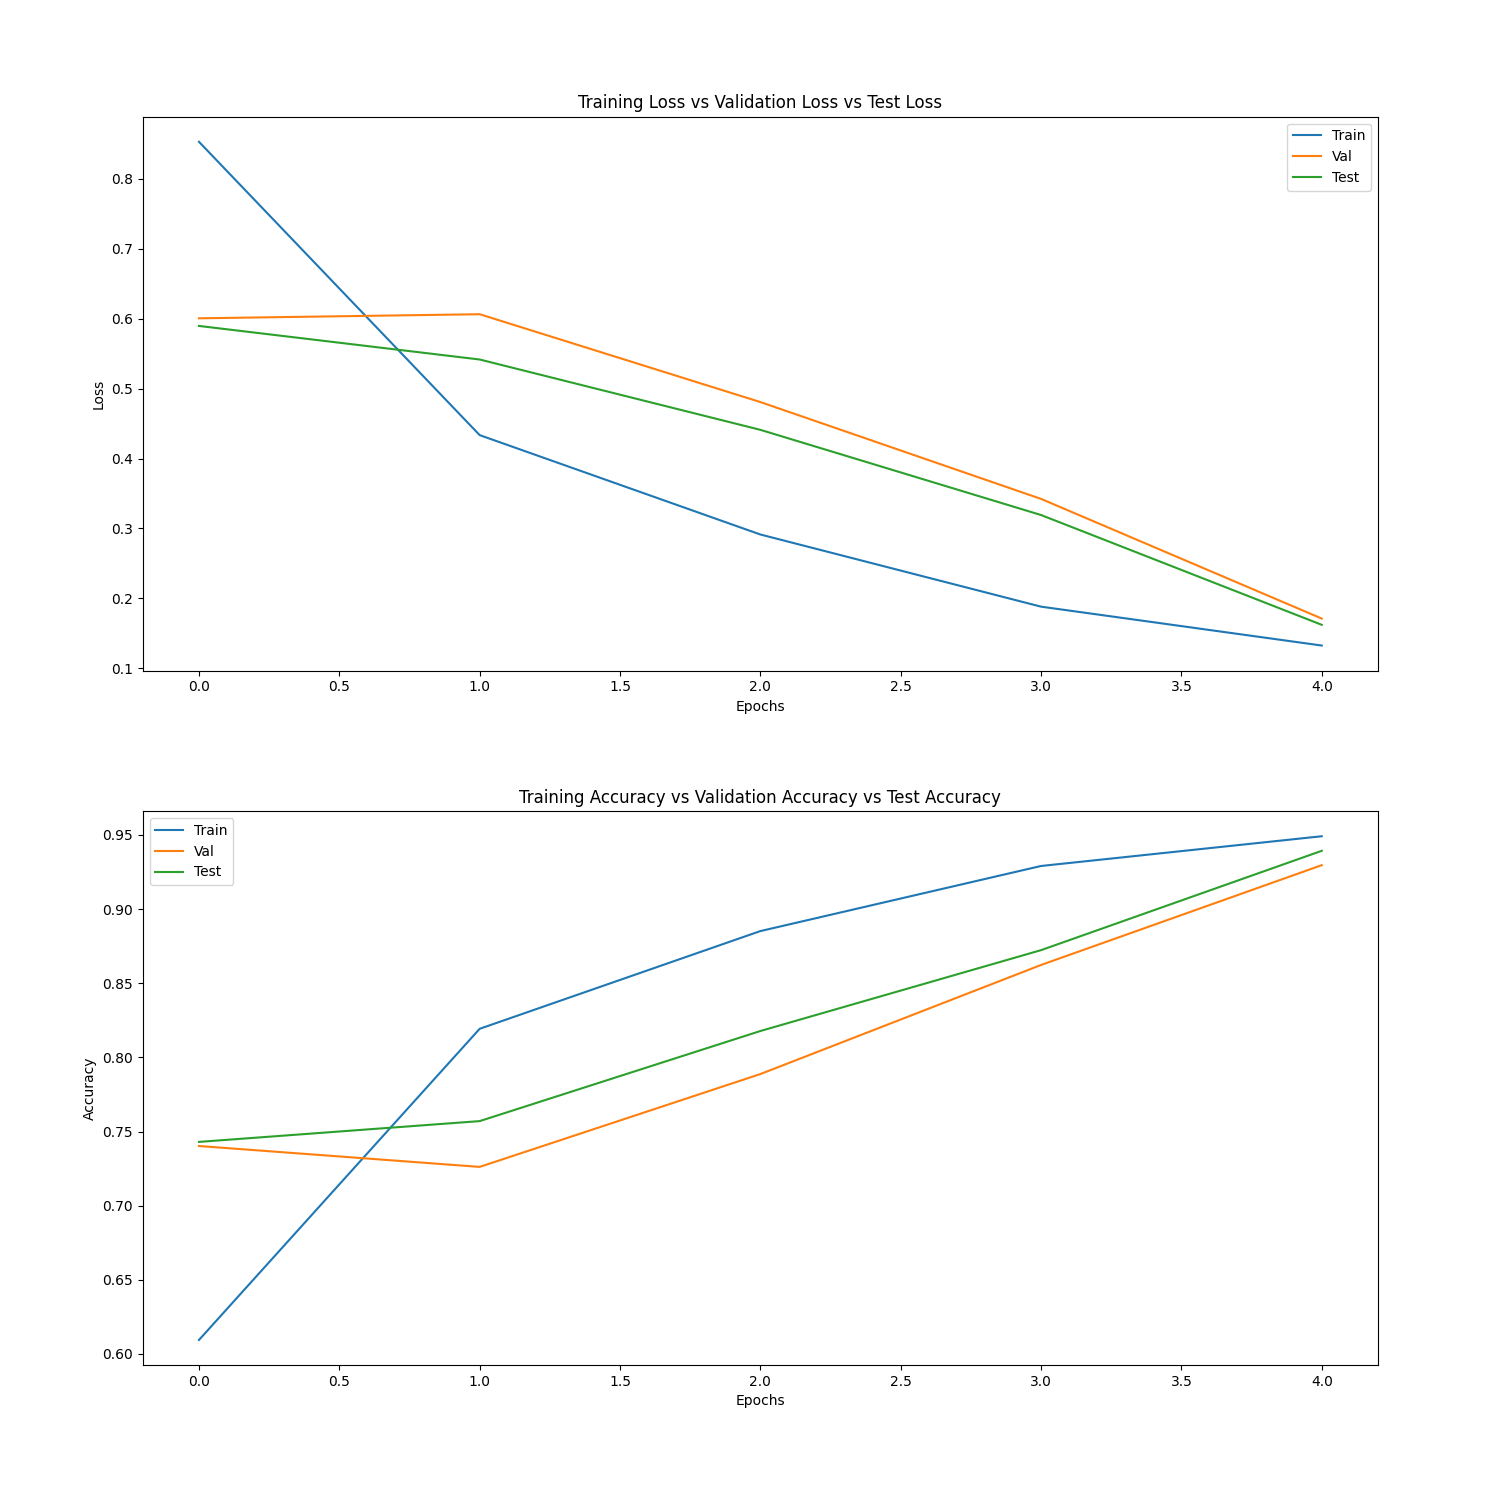 Training Loss vs Validation Loss vs Test Loss
Train
Val
Test
0.8
0.7
0.6
0.5
0.4
0.3
0.2
0.1
Loss
0.0 0.5 1.0 1.5 2.0 2.5 3.0 3.5 4.0
Epochs
Training Accuracy vs Validation Accuracy vs Test Accuracy
Train
Val
Test
0.95
0.90
0.85
0.80
0.75
0.70
0.65
0.60
Accuracy
0.0 0.5 1.0 1.5 2.0 2.5 3.0 3.5 4.0
Epochs